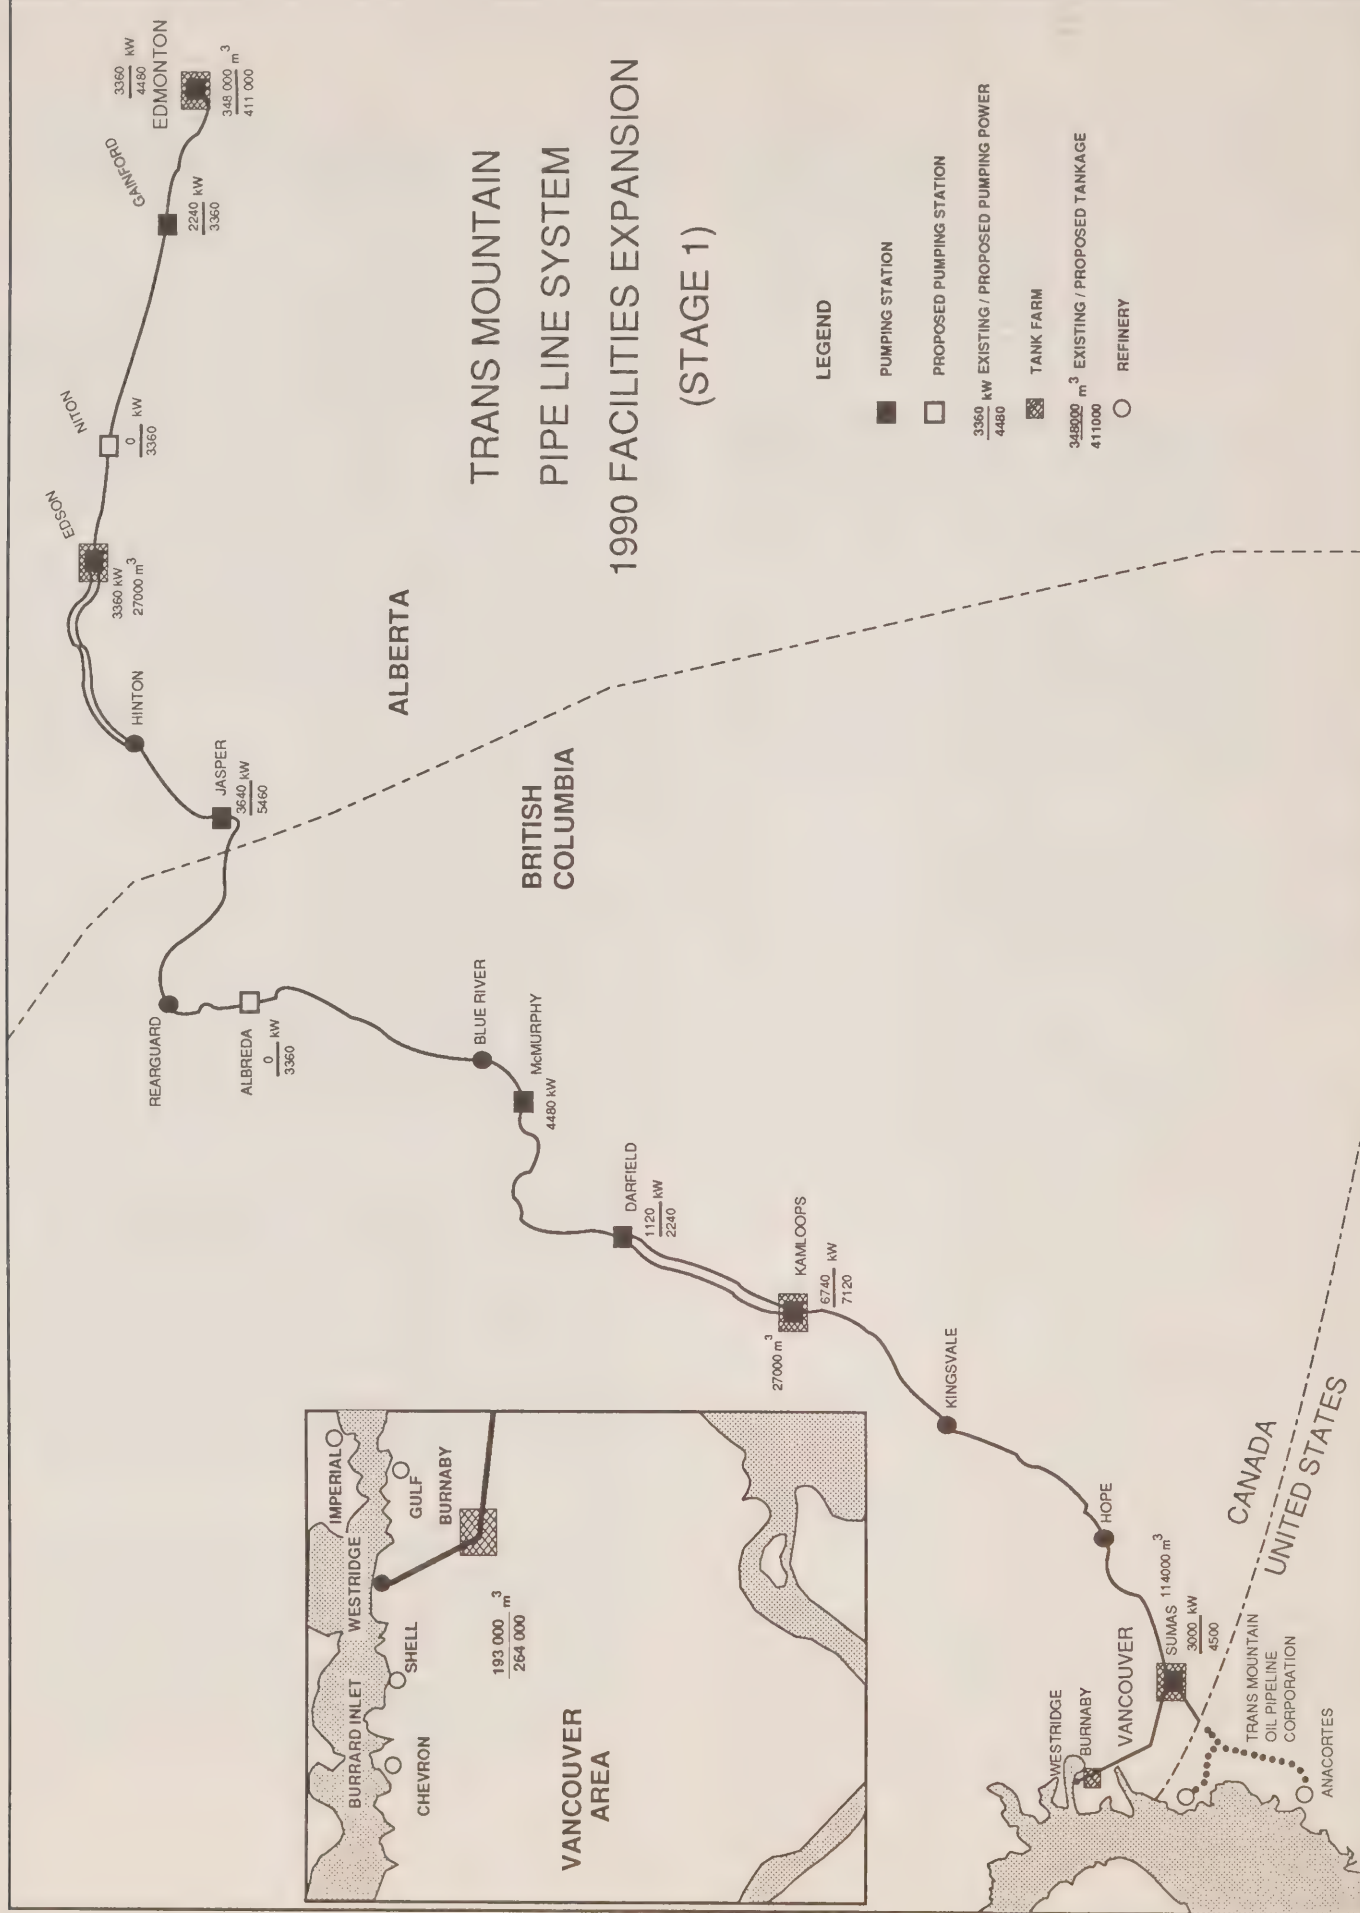 TRANS MOUNTAIN
PIPE LINE SYSTEM
1990 FACILITIES EXPANSION
(STAGE 1)
LEGEND
PUMPING STATION
PROPOSED PUMPING STATION
3360 kW EXISTING / PROPOSED PUMPING POWER
4480
TANK FARM
348000 m³ EXISTING / PROPOSED TANKAGE
411000
REFINERY
3360 kW
4480
EDMONTON
348 000 m³
411 000
GAINFORD
2240 kW
3360
NITON
0 kW
3360
EDSON
3360 kW
27000 m³
HINTON
JASPER
3640 kW
5460
ALBERTA
BRITISH
COLUMBIA
REARGUARD
ALBREDA
0 kW
3360
BLUE RIVER
McMURPHY
4480 kW
DARFIELD
1120 kW
2240
KAMLOOPS
6740 kW
7120
27000 m³
KINGSVALE
HOPE
SUMAS 114000 m³
3000 kW
4500
VANCOUVER
WESTRIDGE
BURNABY
CANADA
UNITED STATES
TRANS MOUNTAIN
OIL PIPELINE
CORPORATION
ANACORTES
IMPERIAL
GULF
BURNABY
WESTRIDGE
SHELL
BURRARD INLET
CHEVRON
193 000 m³
264 000
VANCOUVER
AREA